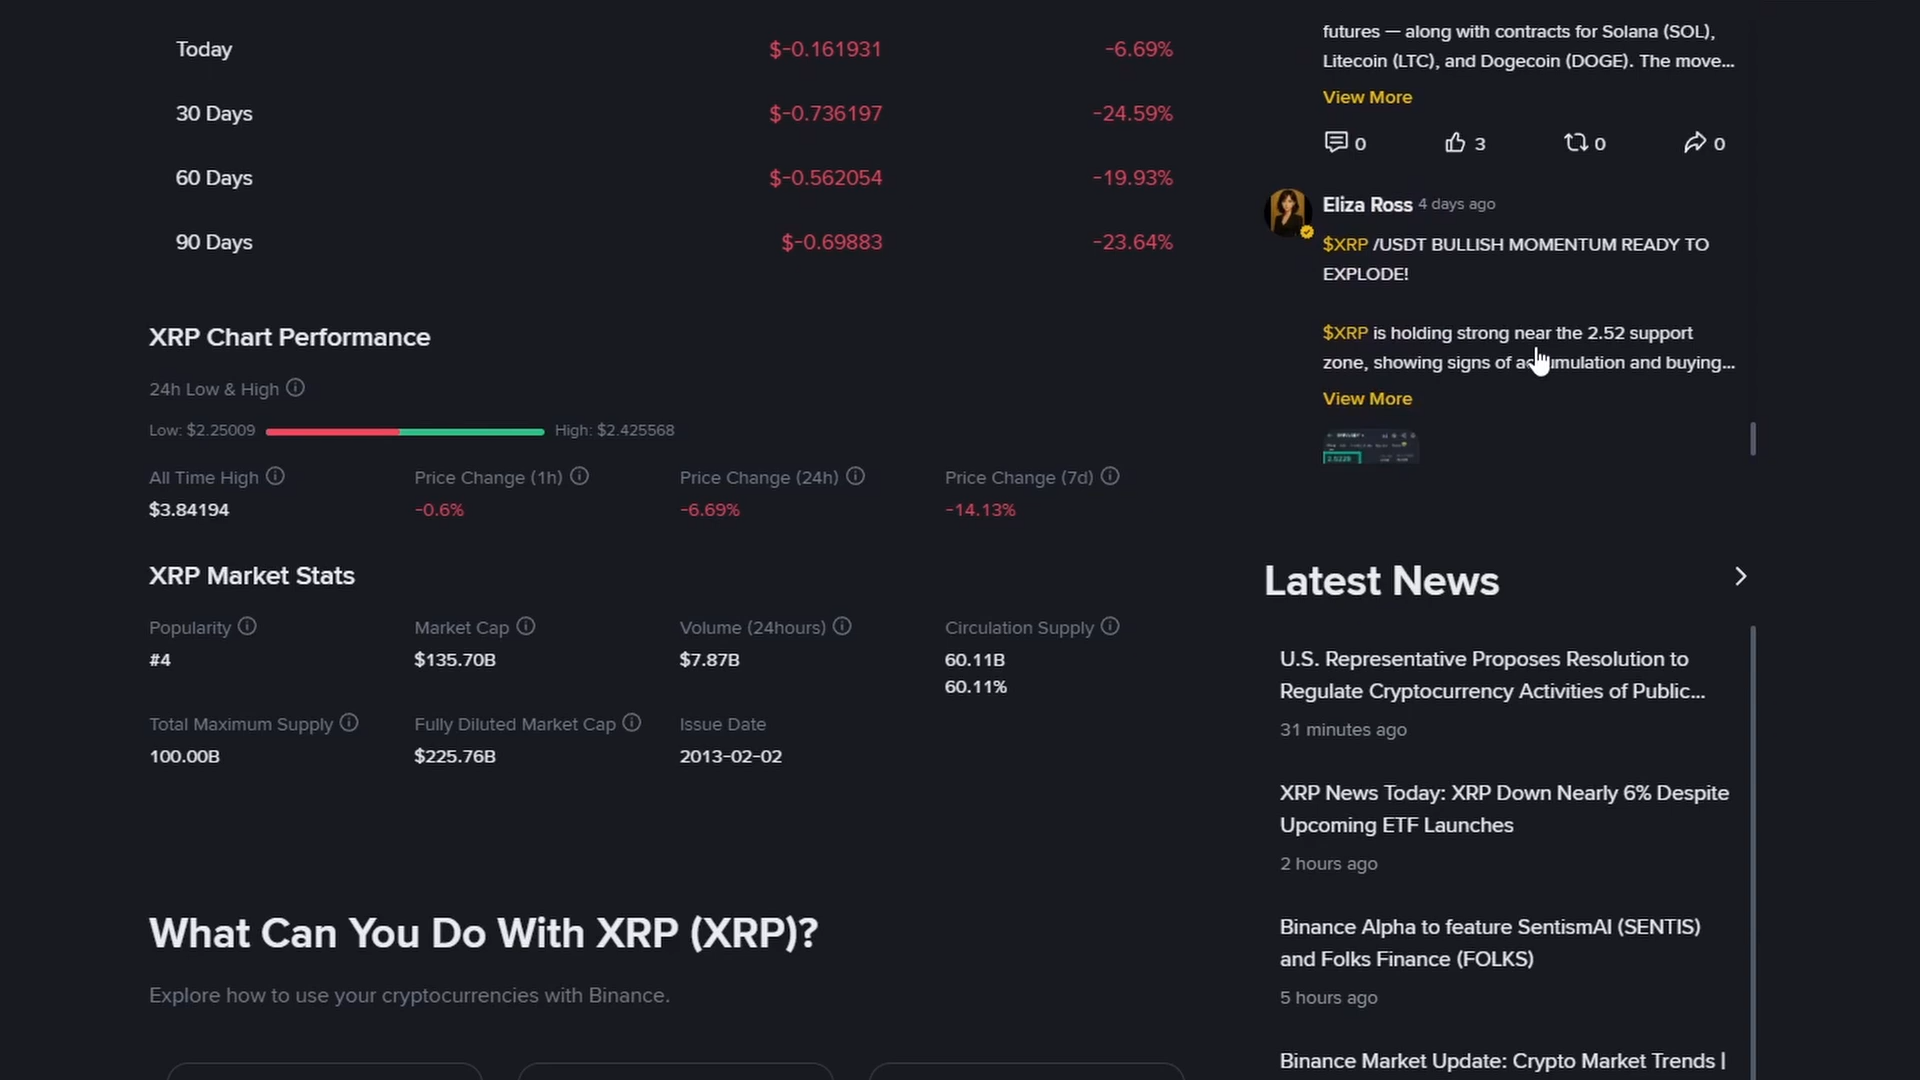 Today $-0.161931 -6.69%
30 Days $-0.736197 -24.59%
60 Days $-0.562054 -19.93%
90 Days $-0.69883 -23.64%
XRP Chart Performance
24h Low & High
Low: $2.25009 High: $2.425568
All Time High Price Change (1h) Price Change (24h) Price Change (7d)
$3.84194 -0.6% -6.69% -14.13%
XRP Market Stats
Popularity Market Cap Volume (24hours) Circulation Supply
#4 $135.70B $7.87B 60.11B
60.11%
Total Maximum Supply Fully Diluted Market Cap Issue Date
100.00B $225.76B 2013-02-02
What Can You Do With XRP (XRP)?
Explore how to use your cryptocurrencies with Binance.
futures — along with contracts for Solana (SOL),
Litecoin (LTC), and Dogecoin (DOGE). The move...
View More
0 3 0 0
Eliza Ross 4 days ago
$XRP /USDT BULLISH MOMENTUM READY TO
EXPLODE!
$XRP is holding strong near the 2.52 support
zone, showing signs of accumulation and buying...
View More
Latest News
U.S. Representative Proposes Resolution to
Regulate Cryptocurrency Activities of Public...
31 minutes ago
XRP News Today: XRP Down Nearly 6% Despite
Upcoming ETF Launches
2 hours ago
Binance Alpha to feature SentismAI (SENTIS)
and Folks Finance (FOLKS)
5 hours ago
Binance Market Update: Crypto Market Trends |